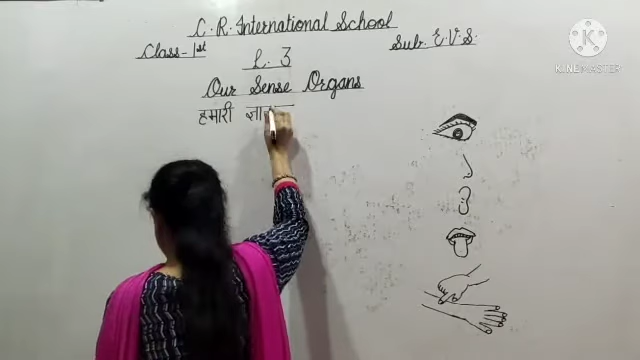 C. R. International School
Class-1st
Sub. E.V.S.
L. 3
Our Sense Organs
हमारी ज्ञा
KINEMASTER